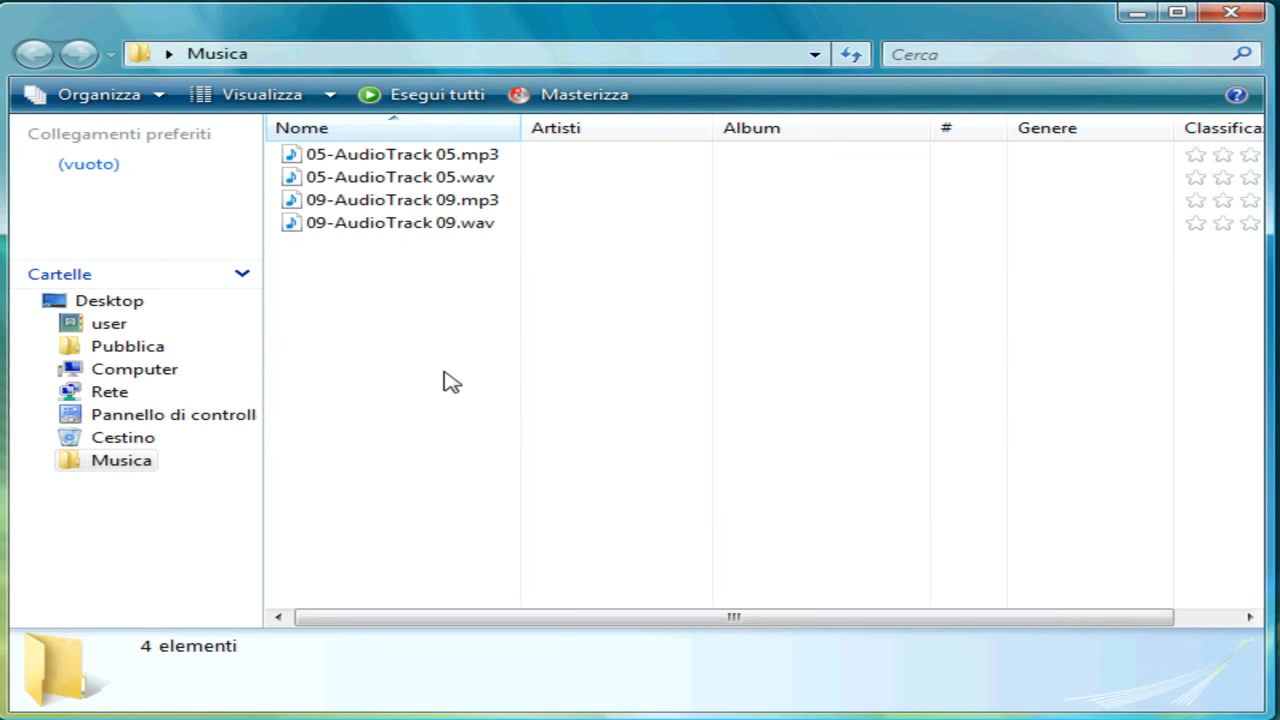 Musica
Cerca
Organizza Visualizza Esegui tutti Masterizza
Collegamenti preferiti
(vuoto)
Cartelle
Desktop
user
Pubblica
Computer
Rete
Pannello di controll
Cestino
Musica
Nome Artisti Album # Genere Classifica
05-AudioTrack 05.mp3
05-AudioTrack 05.wav
09-AudioTrack 09.mp3
09-AudioTrack 09.wav
4 elementi